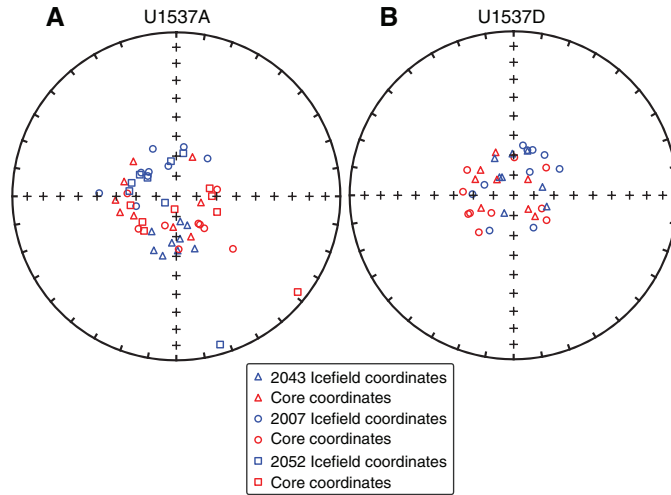 A
U1537A
B
U1537D
2043 Icefield coordinates
Core coordinates
2007 Icefield coordinates
Core coordinates
2052 Icefield coordinates
Core coordinates